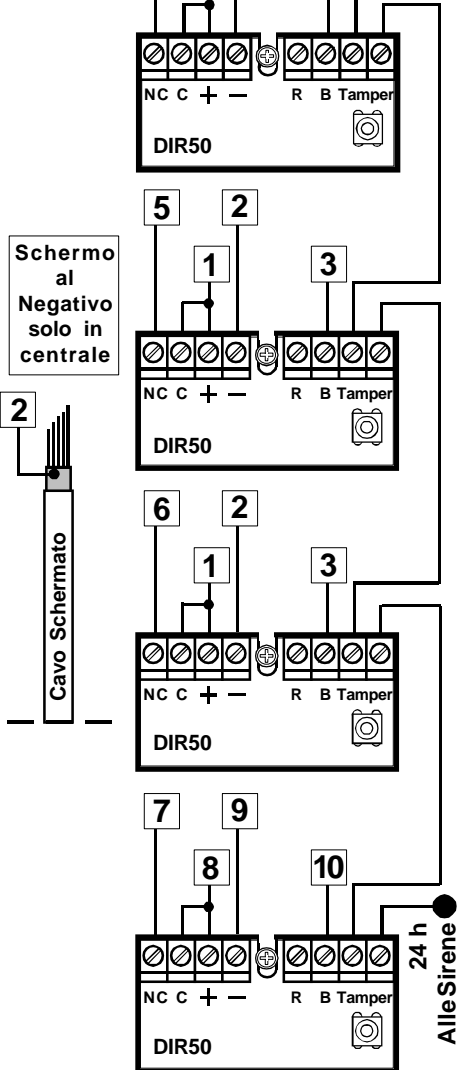 NC C + − R B Tamper
DIR50
5 2
Schermo
al
Negativo
solo in
centrale
1 3
NC C + − R B Tamper
DIR50
2
Cavo Schermato
6 2
1 3
NC C + − R B Tamper
DIR50
7 9
8 10
24 h
Alle Sirene
NC C + − R B Tamper
DIR50